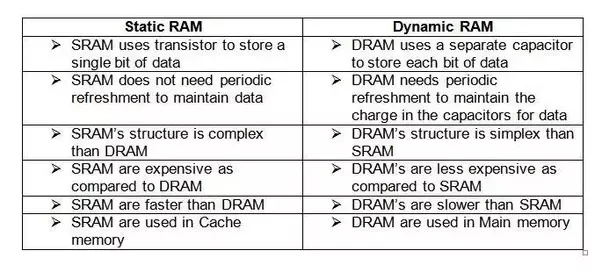 Static RAM
Dynamic RAM
➢ SRAM uses transistor to store a
single bit of data
➢ DRAM uses a separate capacitor
to store each bit of data
➢ SRAM does not need periodic
refreshment to maintain data
➢ DRAM needs periodic
refreshment to maintain the
charge in the capacitors for data
➢ SRAM's structure is complex
than DRAM
➢ DRAM's structure is simplex than
SRAM
➢ SRAM are expensive as
compared to DRAM
➢ DRAM's are less expensive as
compared to SRAM
➢ SRAM are faster than DRAM
➢ DRAM's are slower than SRAM
➢ SRAM are used in Cache
memory
➢ DRAM are used in Main memory